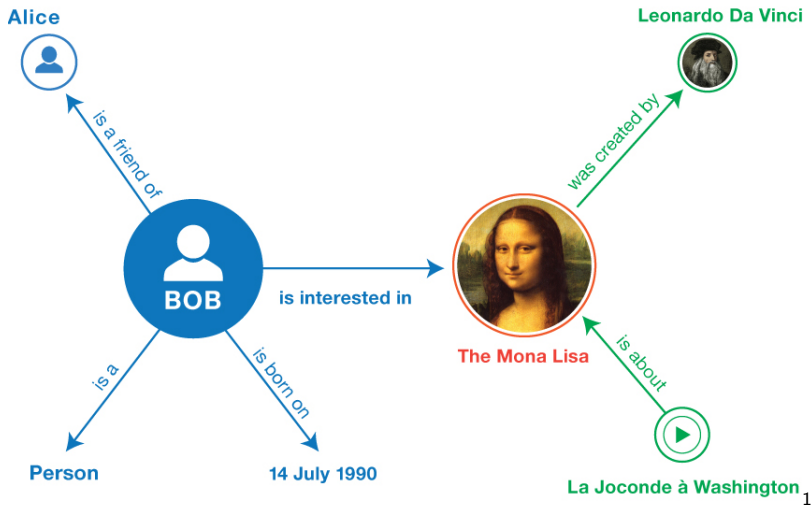 Alice
Leonardo Da Vinci
is a friend of
was created by
BOB
is interested in
The Mona Lisa
is a
is born on
is about
Person
14 July 1990
La Joconde à Washington
1